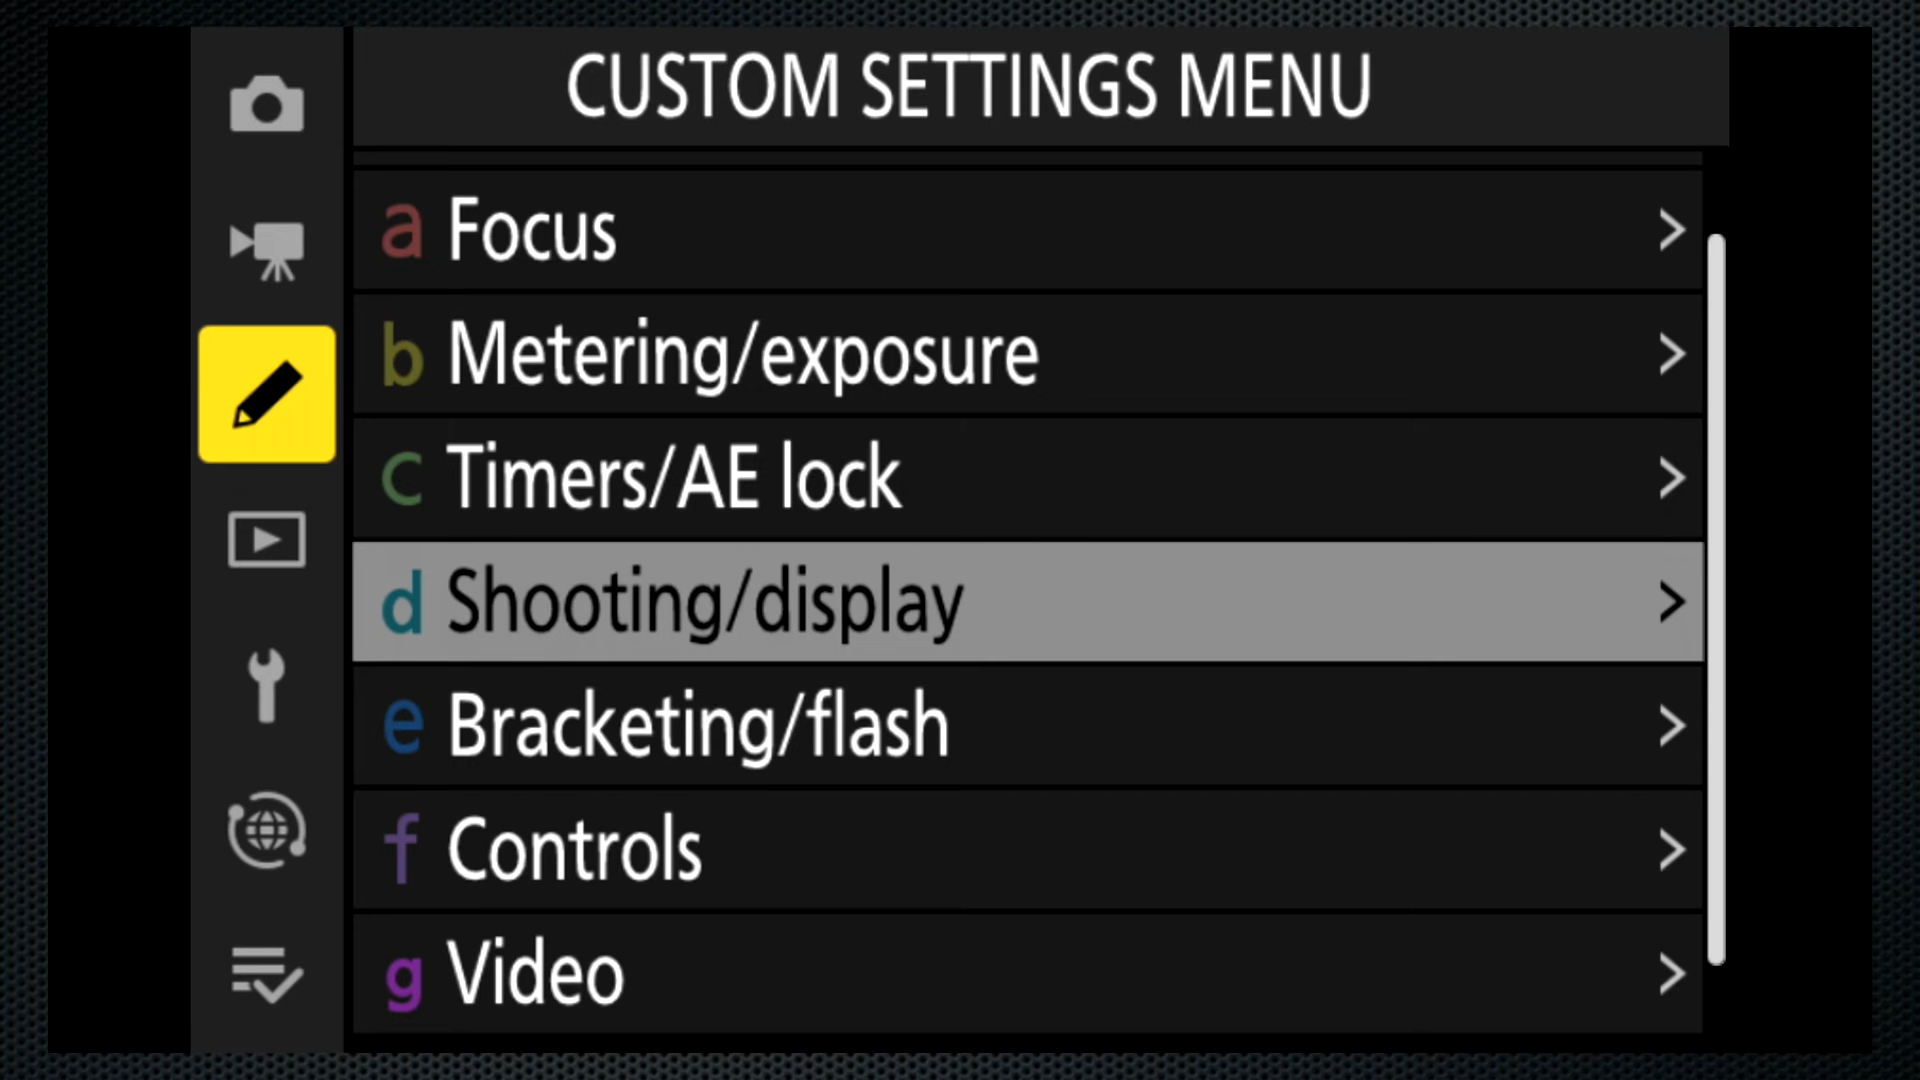 CUSTOM SETTINGS MENU
a Focus
b Metering/exposure
c Timers/AE lock
d Shooting/display
e Bracketing/flash
f Controls
g Video